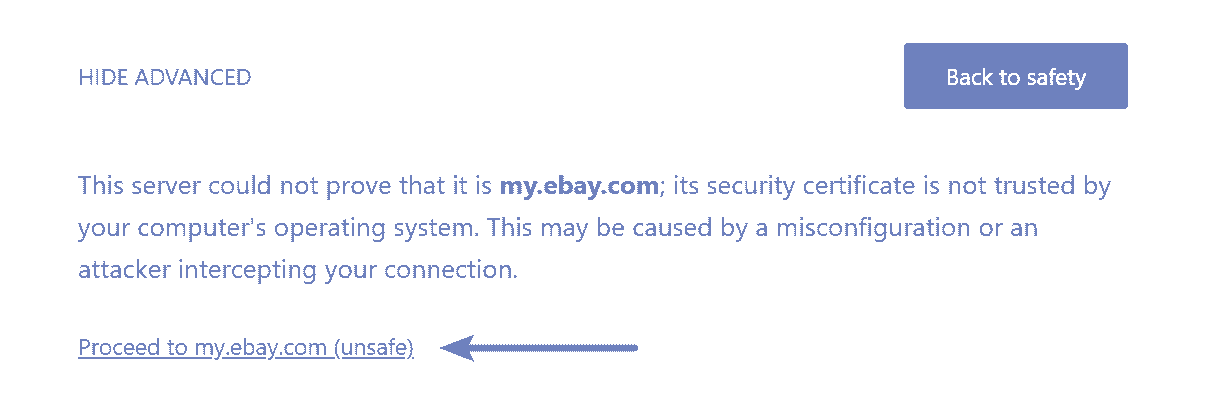 HIDE ADVANCED
Back to safety
This server could not prove that it is my.ebay.com; its security certificate is not trusted by
your computer's operating system. This may be caused by a misconfiguration or an
attacker intercepting your connection.
Proceed to my.ebay.com (unsafe)